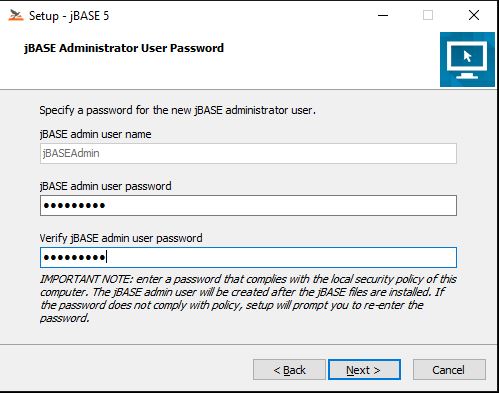 Setup - jBASE 5
jBASE Administrator User Password
Specify a password for the new jBASE administrator user.
jBASE admin user name
jBASEAdmin
jBASE admin user password
●●●●●●●●●
Verify jBASE admin user password
●●●●●●●●●
IMPORTANT NOTE: enter a password that complies with the local security policy of this
computer. The jBASE admin user will be created after the jBASE files are installed. If
the password does not comply with policy, setup will prompt you to re-enter the
password.
< Back
Next >
Cancel